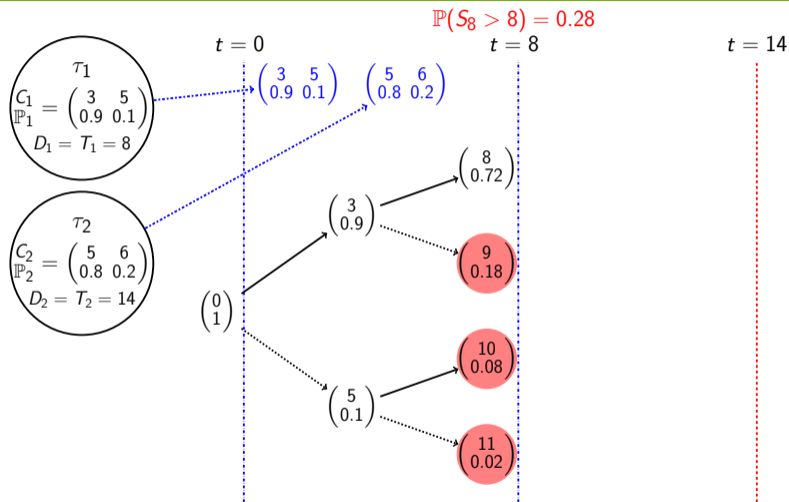 ℙ(S₈ > 8) = 0.28
t = 0
t = 8
t = 14
τ₁
C₁ = ( 3 5 )
ℙ₁ ( 0.9 0.1 )
D₁ = T₁ = 8
( 3 5 )
( 0.9 0.1 )
( 5 6 )
( 0.8 0.2 )
τ₂
C₂ = ( 5 6 )
ℙ₂ ( 0.8 0.2 )
D₂ = T₂ = 14
( 0 )
( 1 )
( 3 )
( 0.9 )
( 5 )
( 0.1 )
( 8 )
( 0.72 )
( 9 )
( 0.18 )
( 10 )
( 0.08 )
( 11 )
( 0.02 )